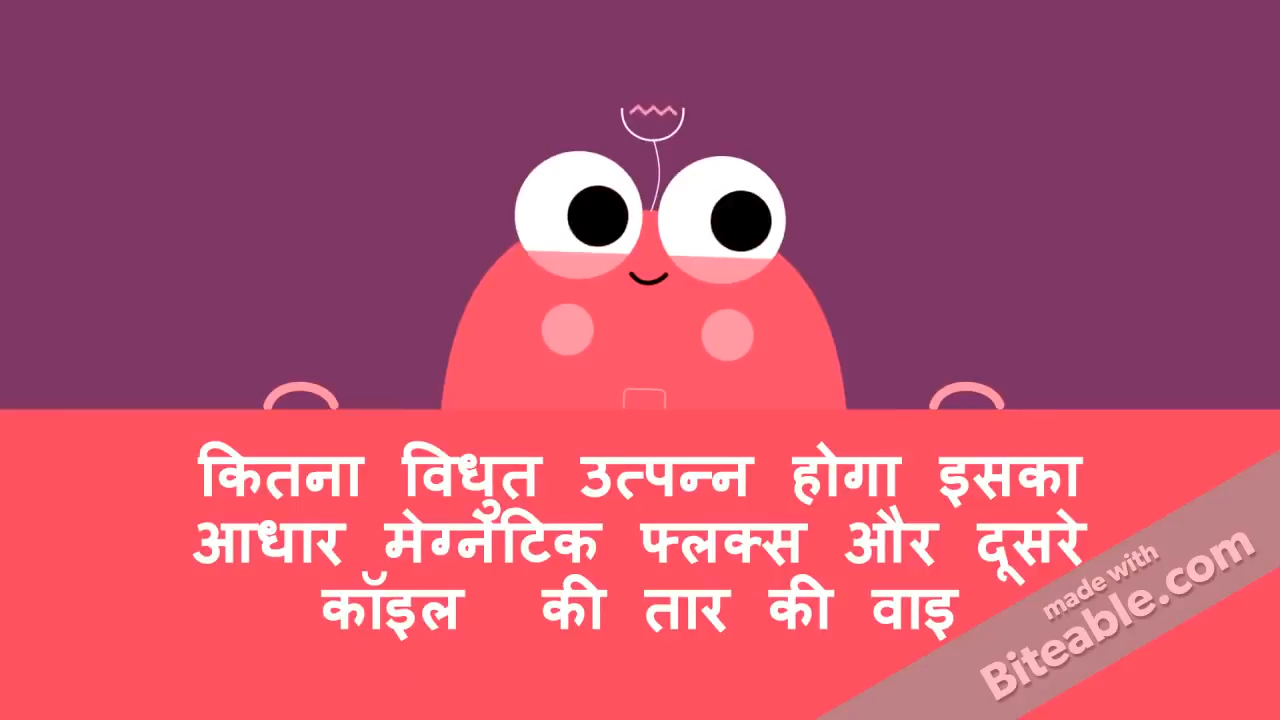 कितना विधुत उत्पन्न होगा इसका
आधार मेग्नेटिक फ्लक्स और दूसरे
कॉइल की तार की वाइ
made with
Biteable.com